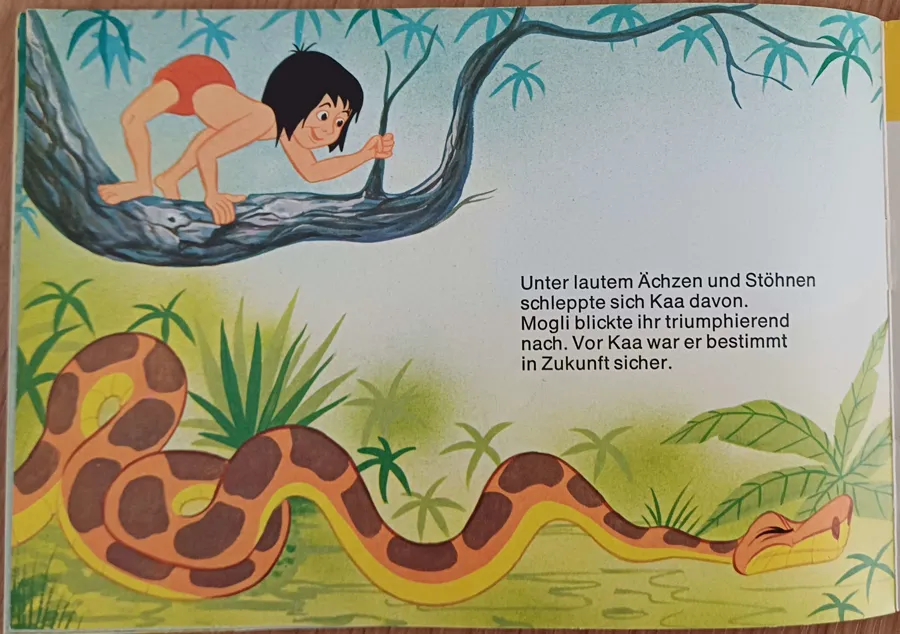 Unter lautem Ächzen und Stöhnen
schleppte sich Kaa davon.
Mogli blickte ihr triumphierend
nach. Vor Kaa war er bestimmt
in Zukunft sicher.